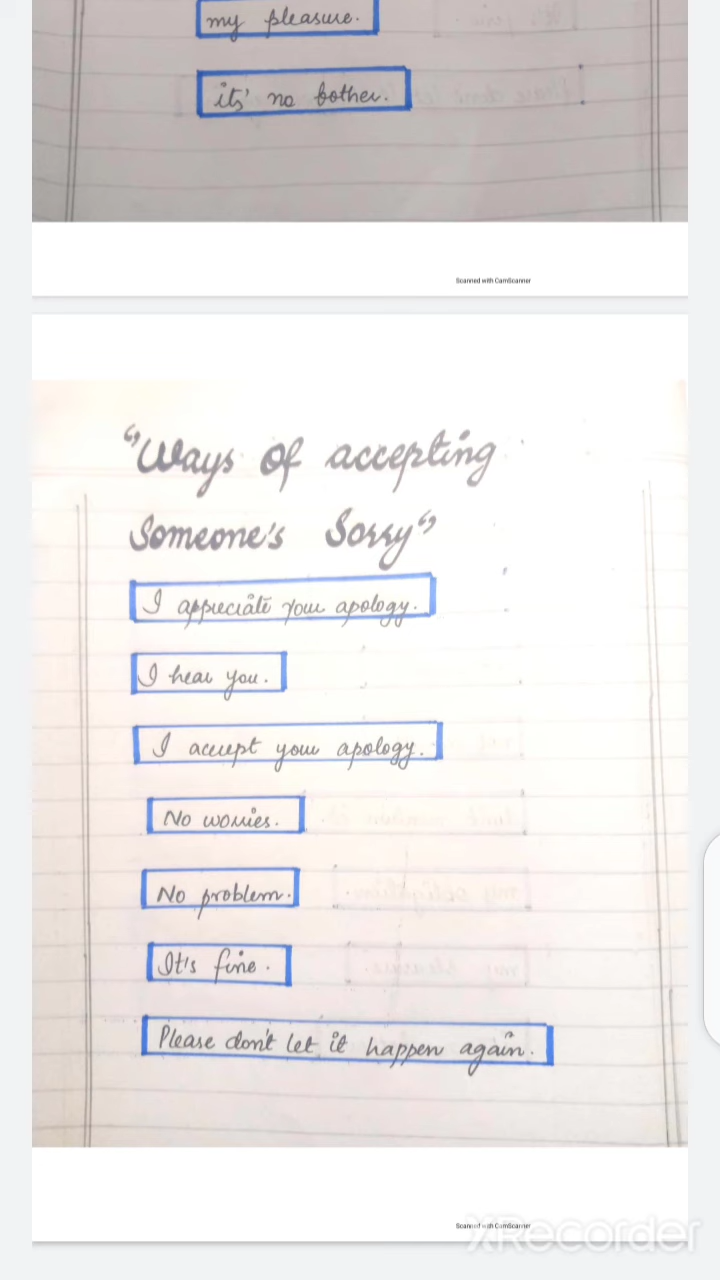 my pleasure.
its' no bother.
Scanned with CamScanner
"Ways of accepting
Someone's Sorry"
I appreciate your apology.
I hear you.
I accept your apology.
No worries.
No problem.
It's fine.
Please don't let it happen again.
Scanned with CamScanner
XRecorder